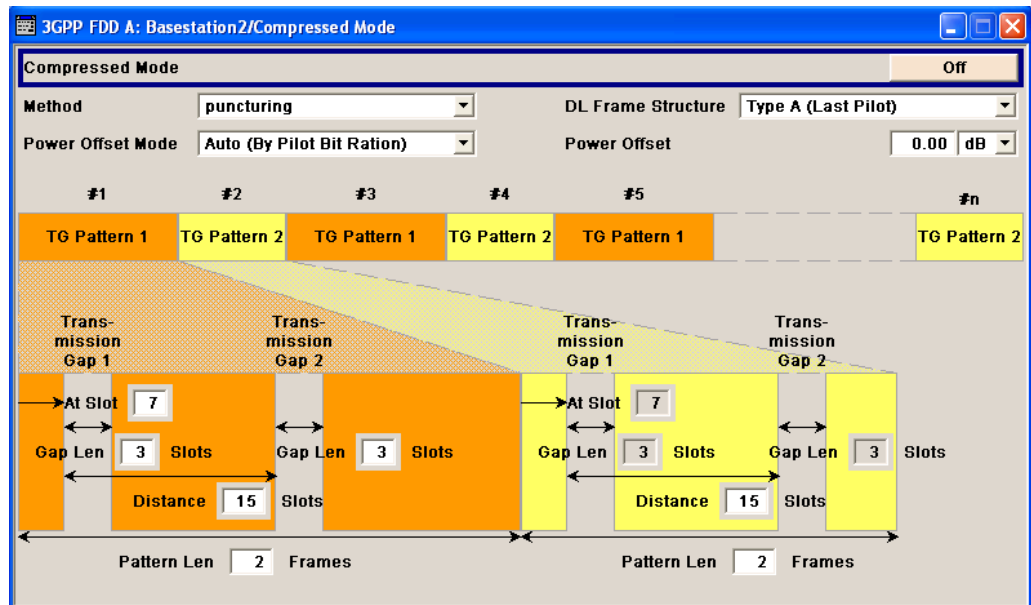 3GPP FDD A: Basestation2/Compressed Mode
Compressed Mode Off
Method puncturing DL Frame Structure Type A (Last Pilot)
Power Offset Mode Auto (By Pilot Bit Ration) Power Offset 0.00 dB
#1 #2 #3 #4 #5 #n
TG Pattern 1 TG Pattern 2 TG Pattern 1 TG Pattern 2 TG Pattern 1 TG Pattern 2
Trans- Trans- Trans- Trans-
mission mission mission mission
Gap 1 Gap 2 Gap 1 Gap 2
At Slot 7 At Slot 7
Gap Len 3 Slots Gap Len 3 Slots Gap Len 3 Slots Gap Len 3 Slots
Distance 15 Slots Distance 15 Slots
Pattern Len 2 Frames Pattern Len 2 Frames